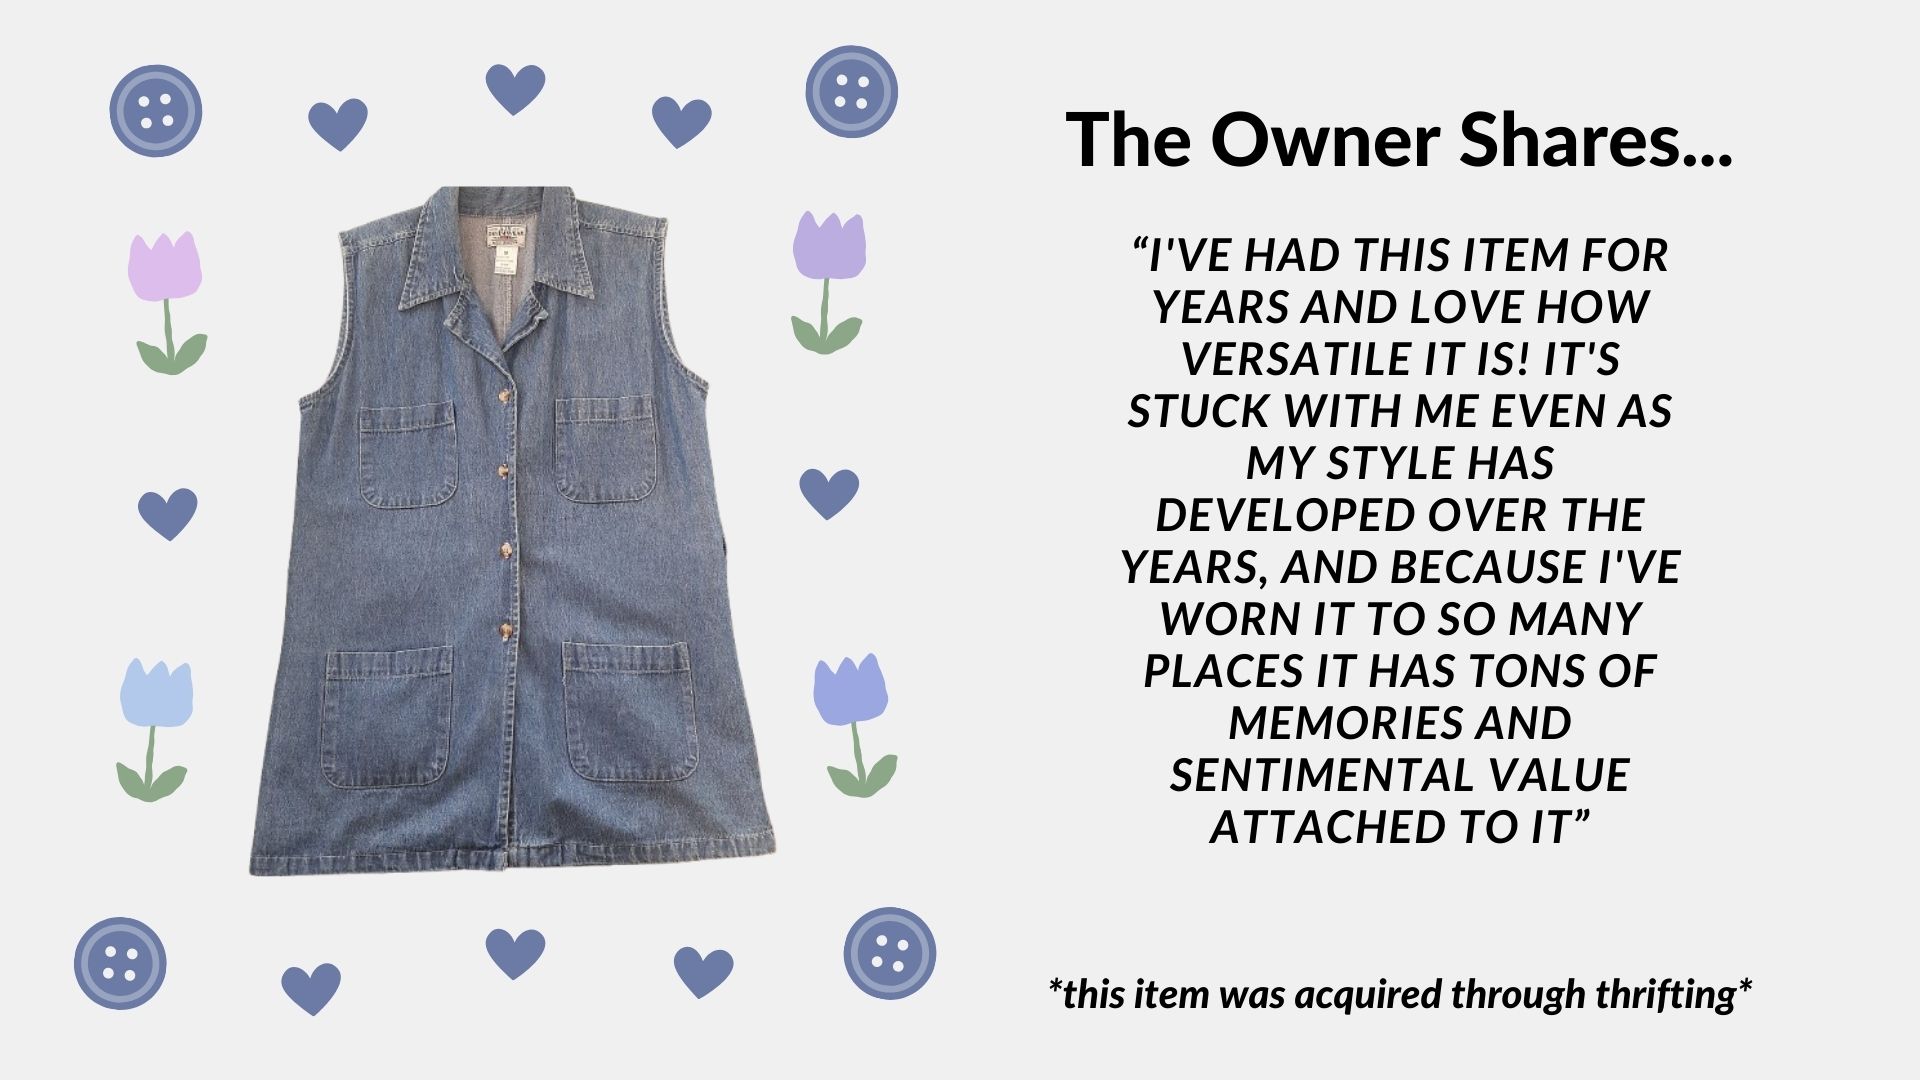 The Owner Shares...
“I'VE HAD THIS ITEM FOR
YEARS AND LOVE HOW
VERSATILE IT IS! IT'S
STUCK WITH ME EVEN AS
MY STYLE HAS
DEVELOPED OVER THE
YEARS, AND BECAUSE I'VE
WORN IT TO SO MANY
PLACES IT HAS TONS OF
MEMORIES AND
SENTIMENTAL VALUE
ATTACHED TO IT”
*this item was acquired through thrifting*